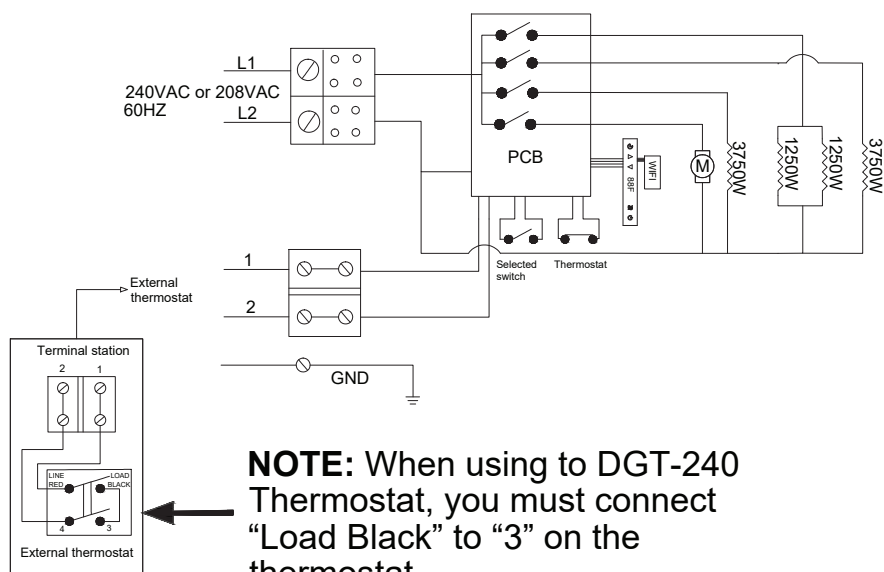 L1
240VAC or 208VAC
60HZ
L2
PCB
WIFI
88F
M
3750W
1250W
1250W
3750W
Selected
switch
Thermostat
1
2
External
thermostat
GND
Terminal station
2 1
LINE LOAD
RED BLACK
4 3
External thermostat
NOTE: When using to DGT-240
Thermostat, you must connect
“Load Black” to “3” on the
thermostat